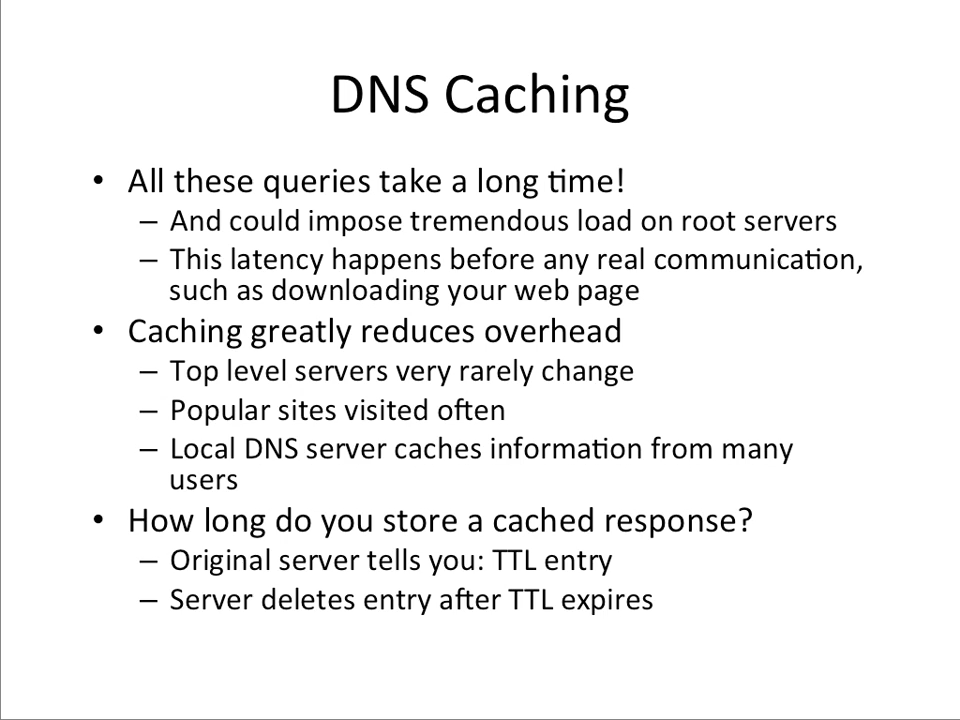 DNS Caching
• All these queries take a long time!
– And could impose tremendous load on root servers
– This latency happens before any real communication,
such as downloading your web page
• Caching greatly reduces overhead
– Top level servers very rarely change
– Popular sites visited often
– Local DNS server caches information from many
users
• How long do you store a cached response?
– Original server tells you: TTL entry
– Server deletes entry after TTL expires